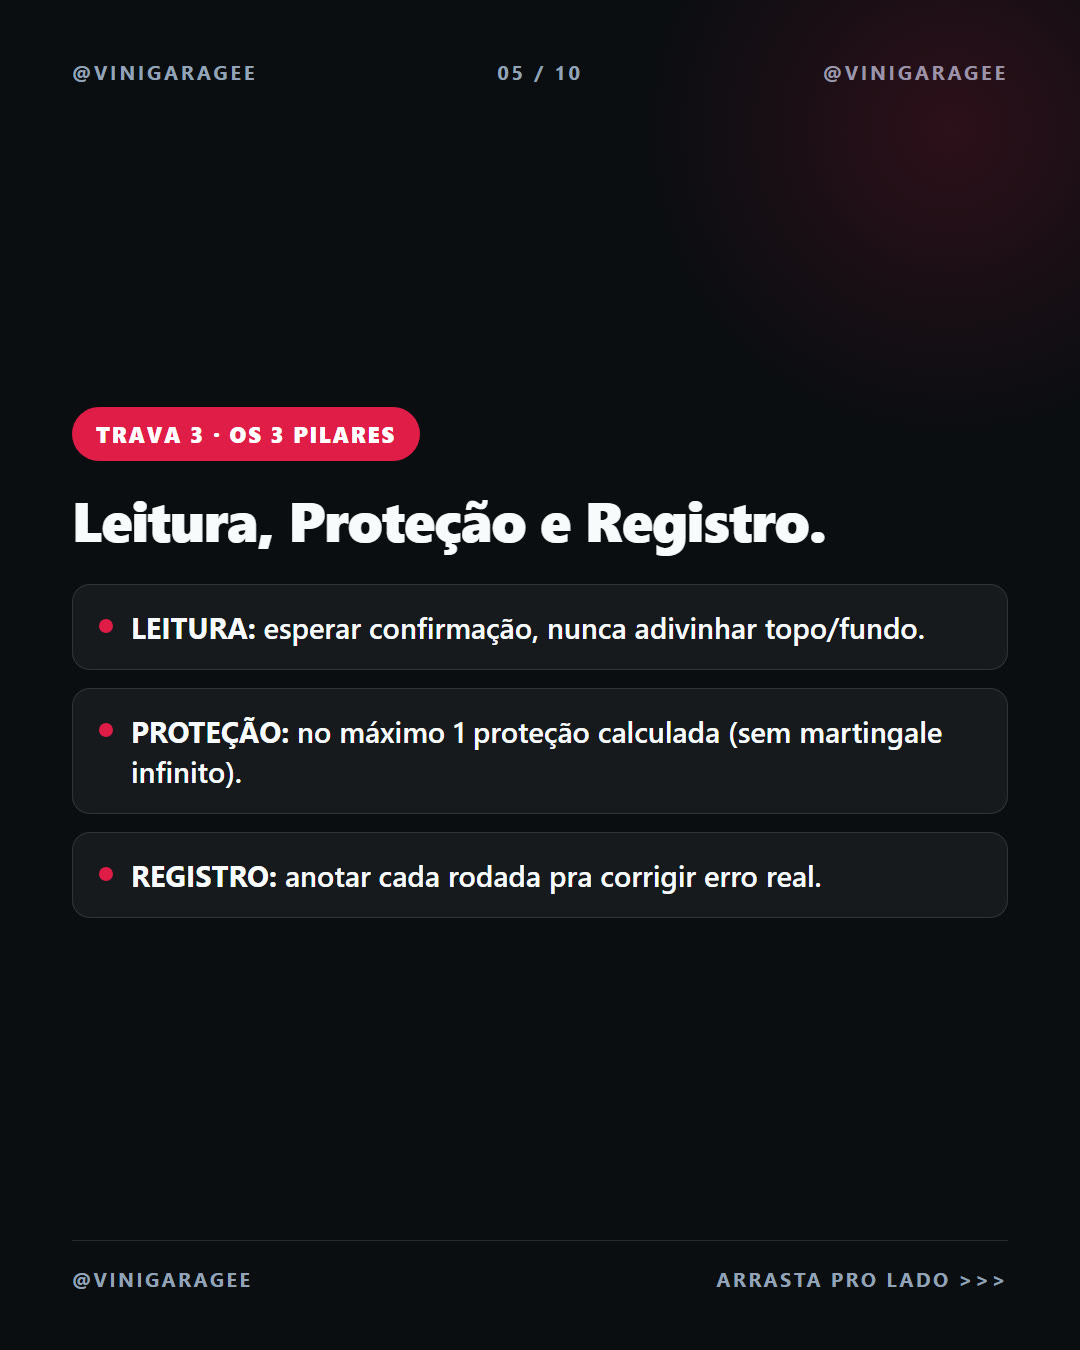 @VINIGARAGEE
05 / 10
@VINIGARAGEE
TRAVA 3 · OS 3 PILARES
Leitura, Proteção e Registro.
LEITURA: esperar confirmação, nunca adivinhar topo/fundo.
PROTEÇÃO: no máximo 1 proteção calculada (sem martingale
infinito).
REGISTRO: anotar cada rodada pra corrigir erro real.
@VINIGARAGEE
ARRASTA PRO LADO >>>